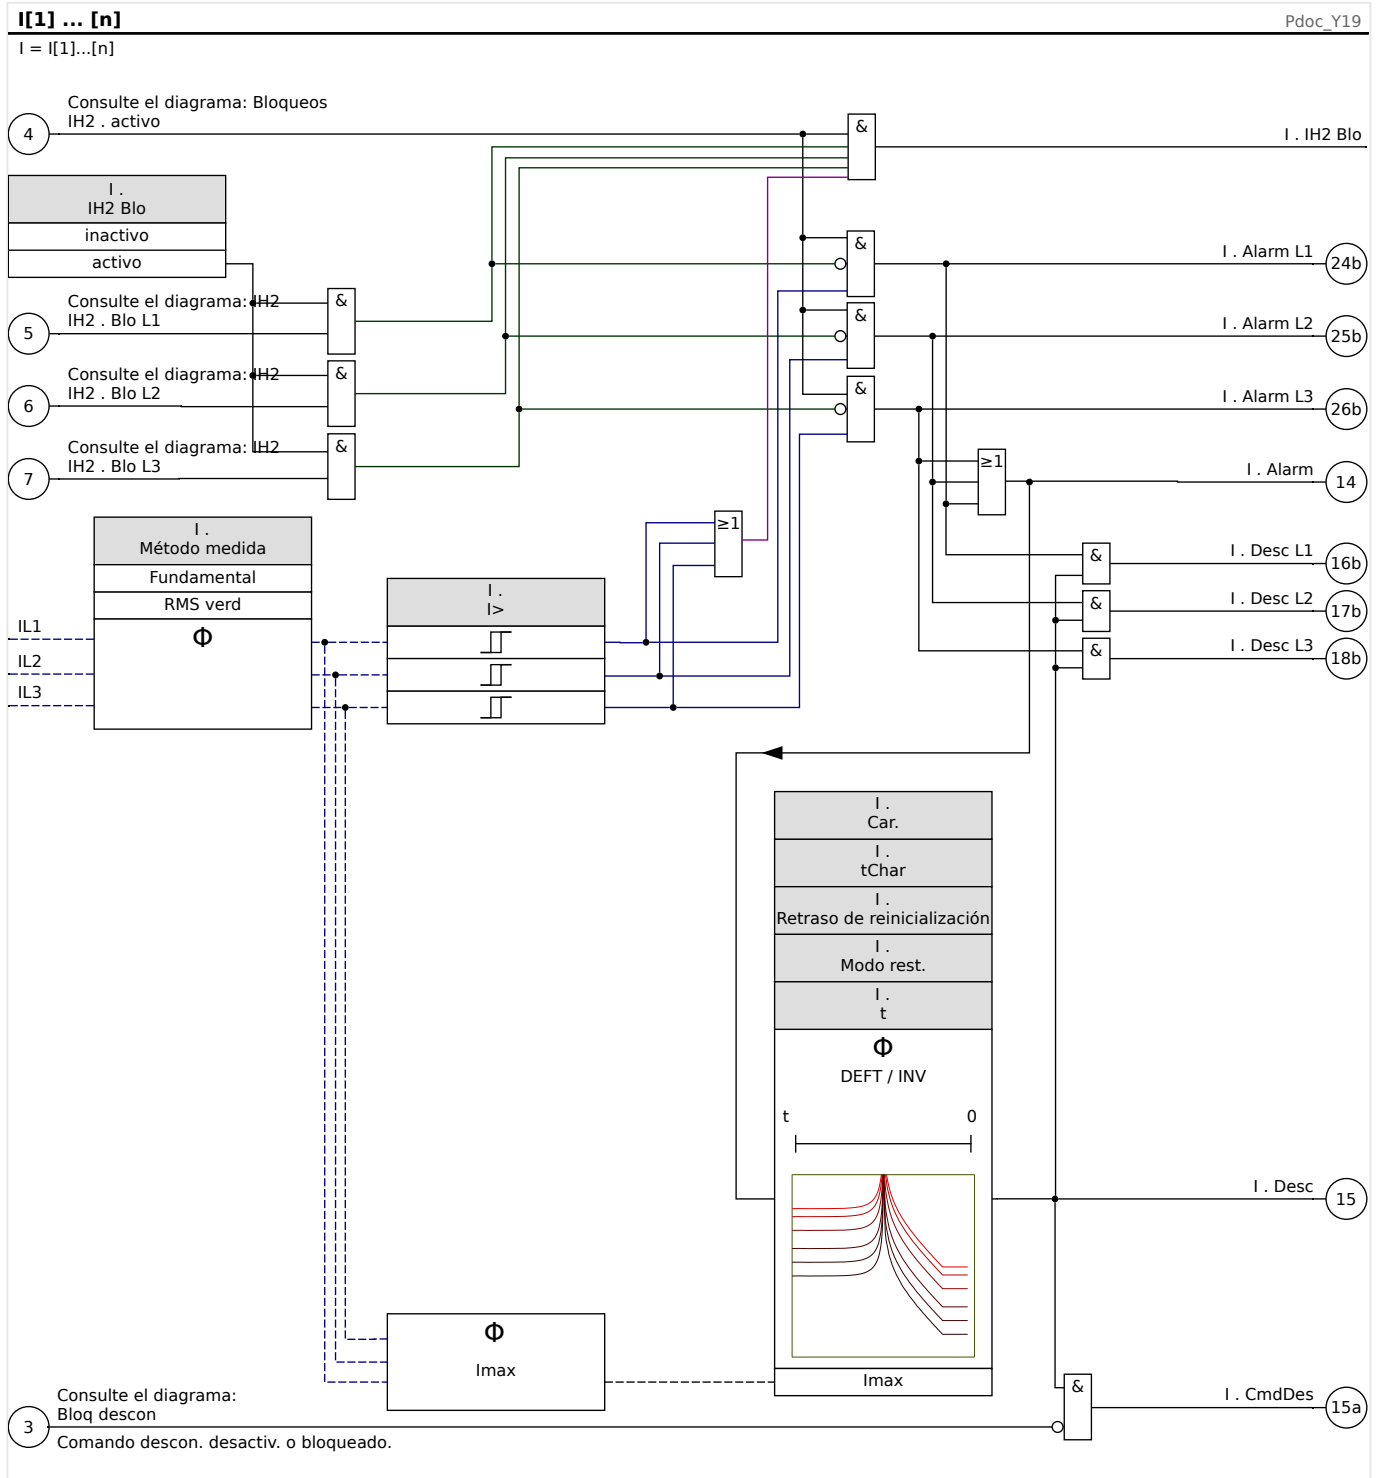 I[1] ... [n]
Pdoc_Y19
I = I[1]...[n]
Consulte el diagrama: Bloqueos
IH2 . activo
4
&
I . IH2 Blo
I .
IH2 Blo
inactivo
activo
&
I . Alarm L1
24b
Consulte el diagrama: IH2
IH2 . Blo L1
5
&
&
I . Alarm L2
25b
Consulte el diagrama: IH2
IH2 . Blo L2
6
&
&
I . Alarm L3
26b
Consulte el diagrama: IH2
IH2 . Blo L3
7
&
≥1
I . Alarm
14
I .
Método medida
Fundamental
RMS verd
Φ
IL1
IL2
IL3
I .
I>
≥1
&
I . Desc L1
16b
&
I . Desc L2
17b
&
I . Desc L3
18b
I .
Car.
I .
tChar
I .
Retraso de reinicialización
I .
Modo rest.
I .
t
Φ
DEFT / INV
t
0
I . Desc
15
Φ
Imax
Imax
Consulte el diagrama:
Bloq descon
3
Comando descon. desactiv. o bloqueado.
&
I . CmdDes
15a